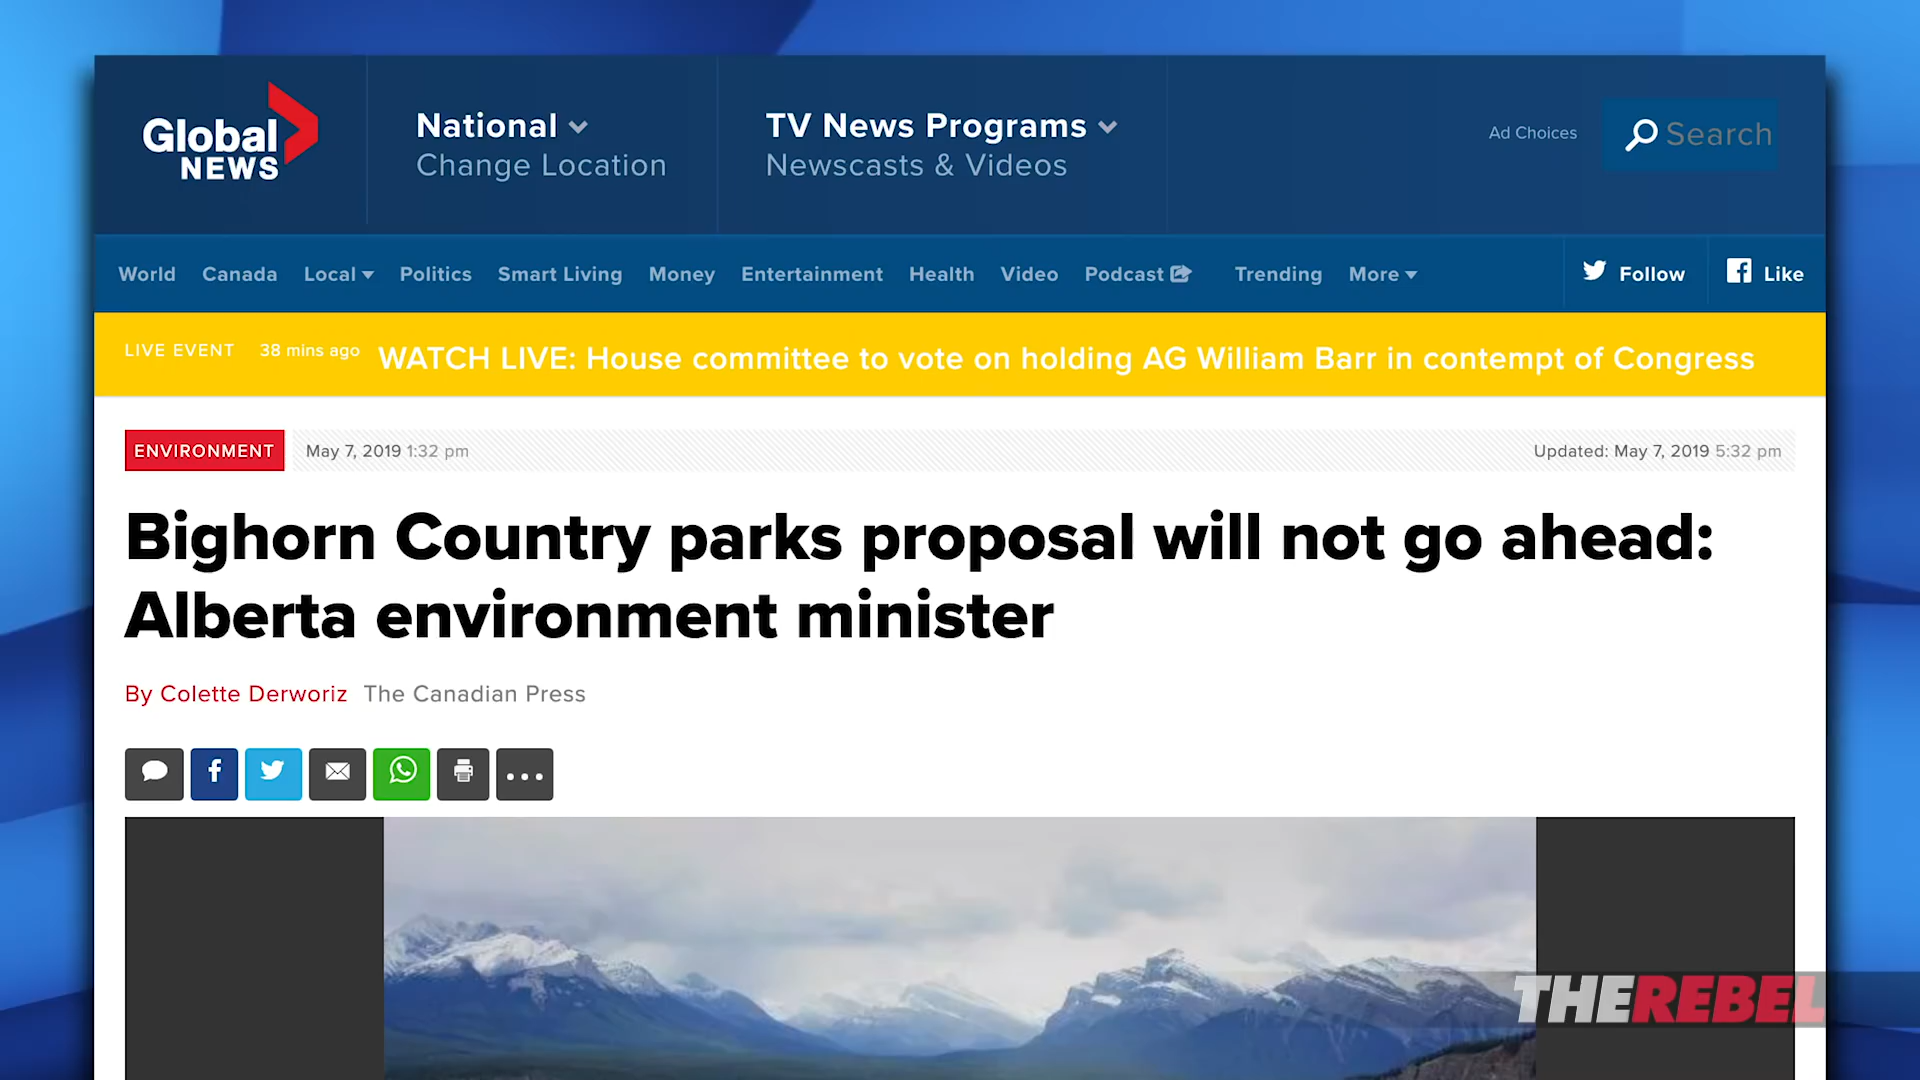 Global NEWS
National
Change Location
TV News Programs
Newscasts & Videos
Ad Choices
Search
World Canada Local Politics Smart Living Money Entertainment Health Video Podcast Trending More Follow Like
LIVE EVENT 38 mins ago WATCH LIVE: House committee to vote on holding AG William Barr in contempt of Congress
ENVIRONMENT May 7, 2019 1:32 pm Updated: May 7, 2019 5:32 pm
Bighorn Country parks proposal will not go ahead:
Alberta environment minister
By Colette Derworiz The Canadian Press
THEREBEL